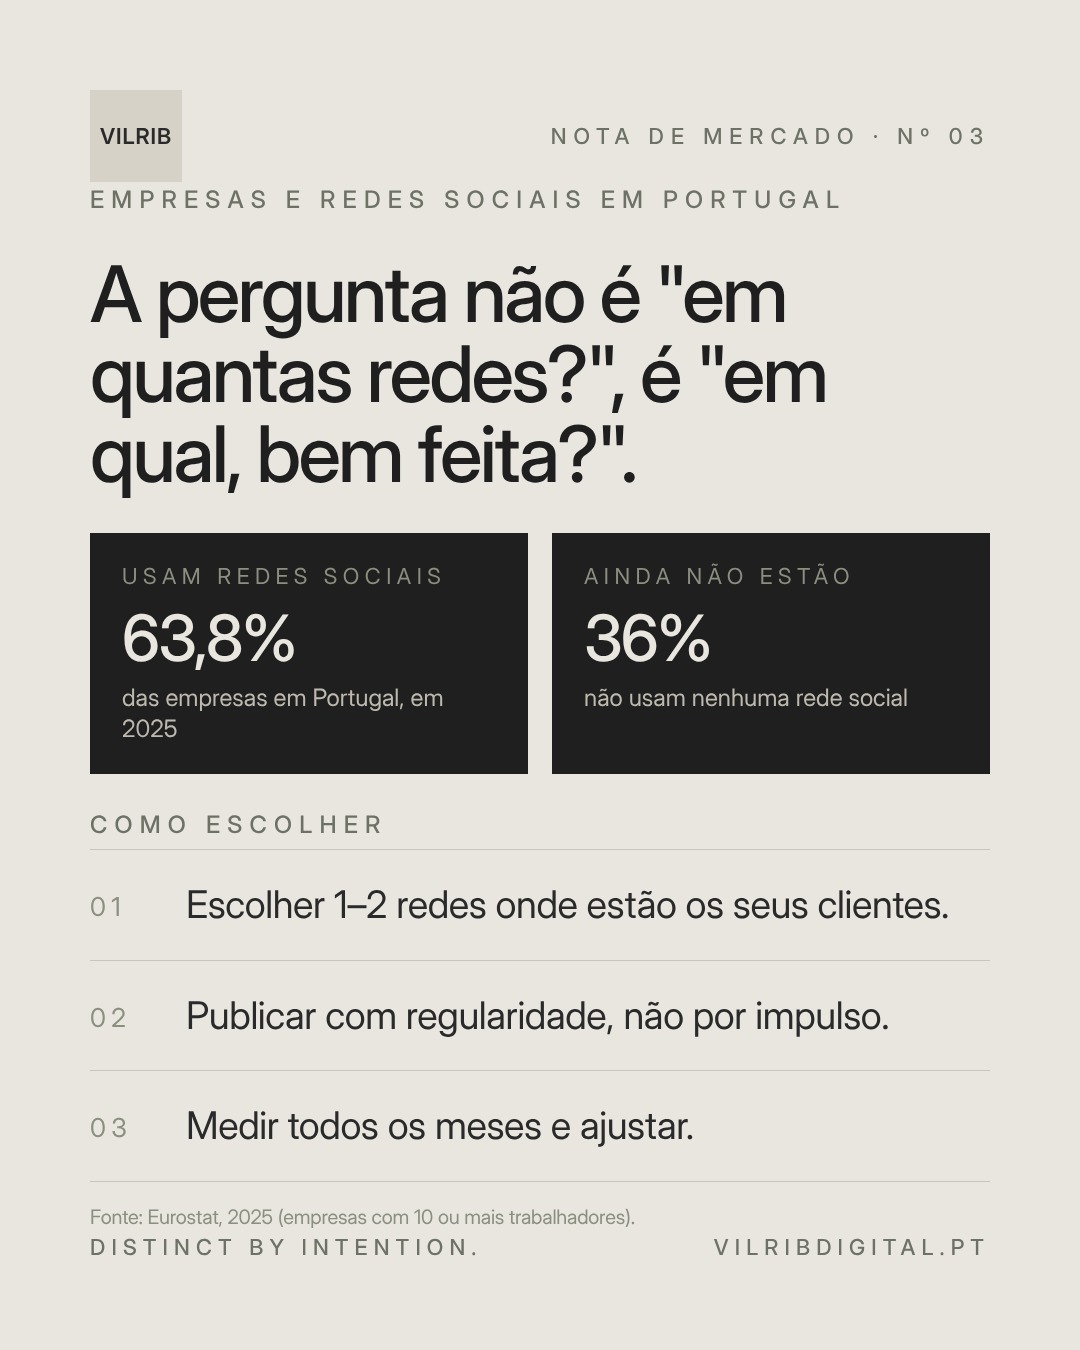 VILRIB
NOTA DE MERCADO · Nº 03
EMPRESAS E REDES SOCIAIS EM PORTUGAL
A pergunta não é "em
quantas redes?", é "em
qual, bem feita?".
USAM REDES SOCIAIS
63,8%
das empresas em Portugal, em
2025
AINDA NÃO ESTÃO
36%
não usam nenhuma rede social
COMO ESCOLHER
01 Escolher 1–2 redes onde estão os seus clientes.
02 Publicar com regularidade, não por impulso.
03 Medir todos os meses e ajustar.
Fonte: Eurostat, 2025 (empresas com 10 ou mais trabalhadores).
DISTINCT BY INTENTION.
VILRIBDIGITAL.PT